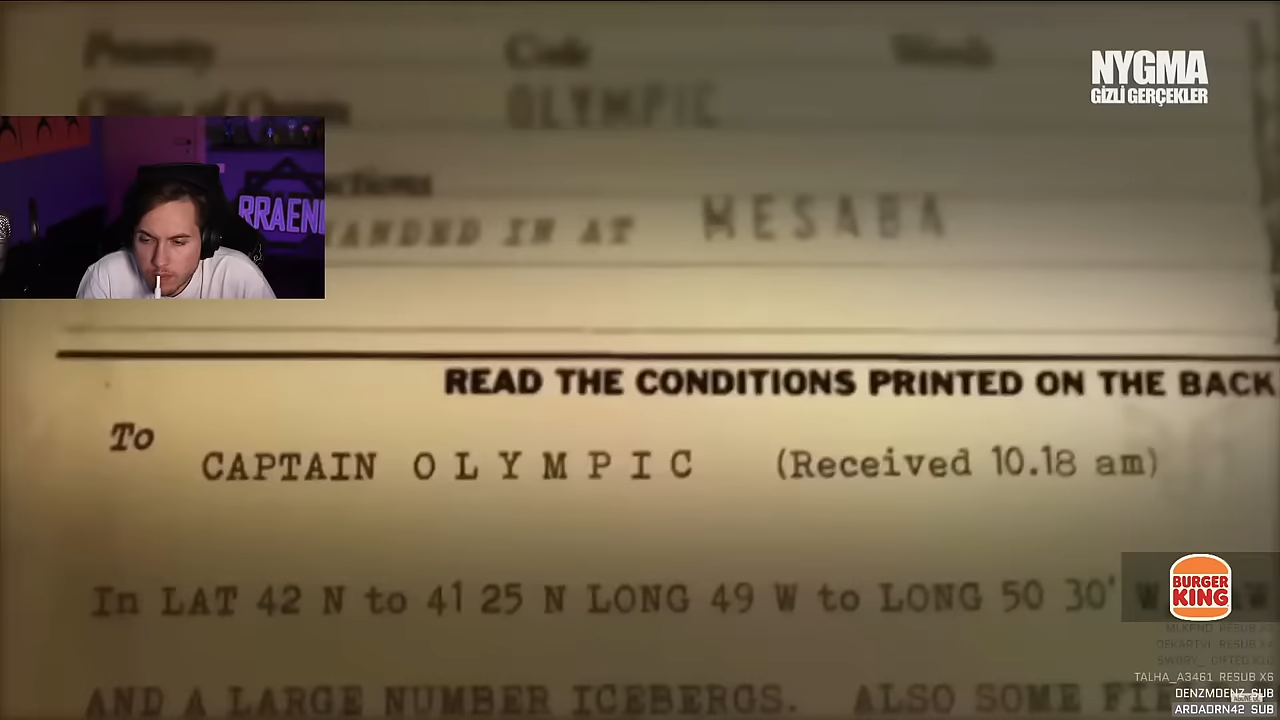 Code
OLYMPIC
NYGMA
GİZLİ GERÇEKLER
IN AT MESABA
RRAENI
READ THE CONDITIONS PRINTED ON THE BACK
To
CAPTAIN OLYMPIC (Received 10.18 am)
In LAT 42 N to 41 25 N LONG 49 W to LONG 50 30' W
BURGER
KING
AND A LARGE NUMBER ICEBERGS. ALSO SOME
TALHA_A3461 RESUB X6
DENZMDENZ SUB
ARDADRN42 SUB